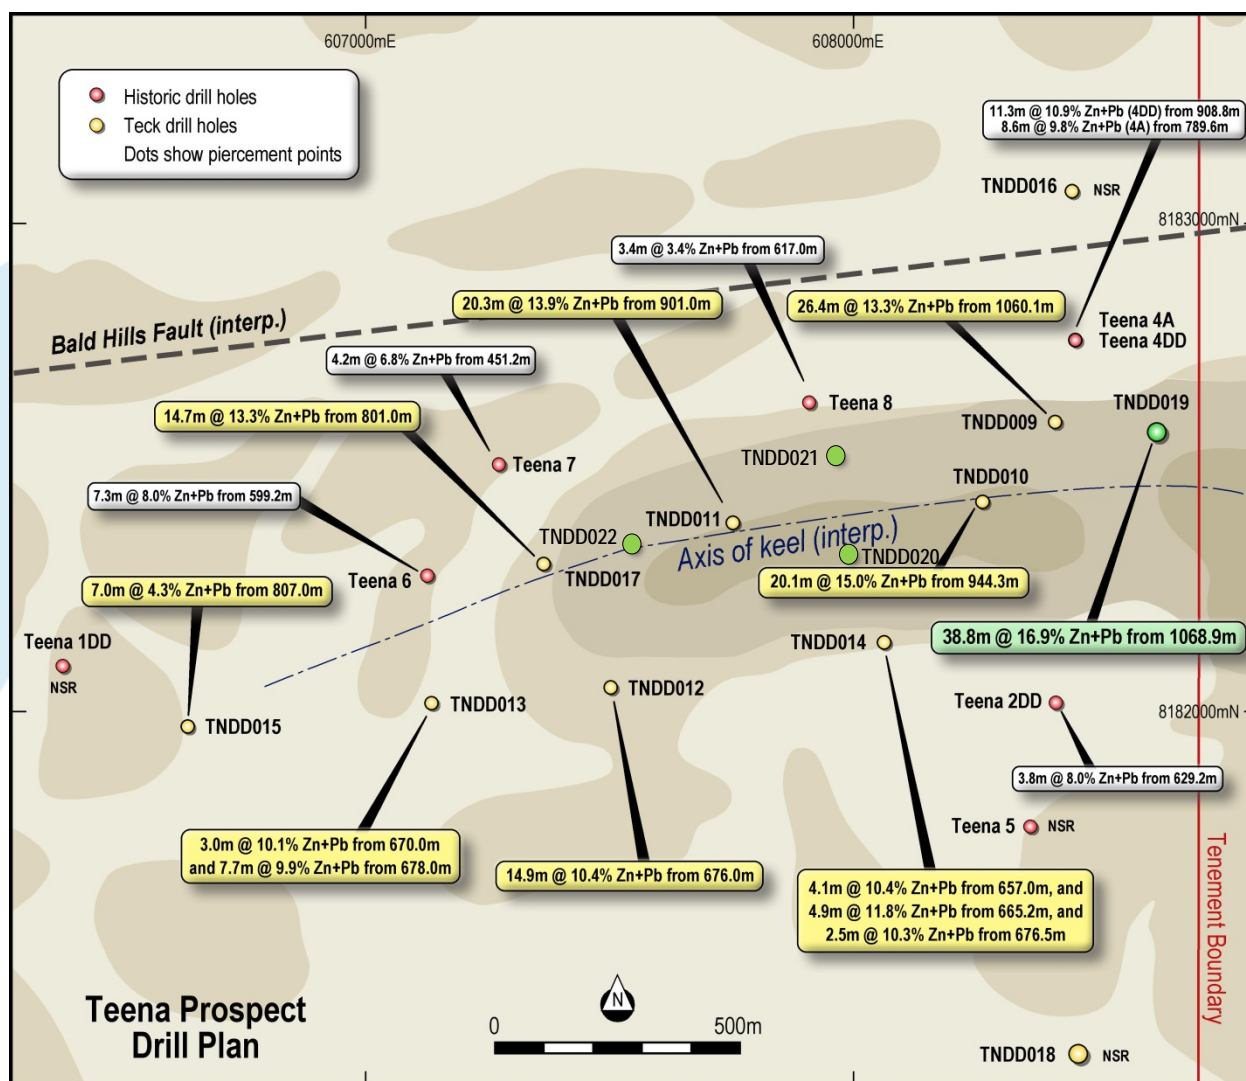 607000mE
608000mE
Historic drill holes
Teck drill holes
Dots show piercement points
11.3m @ 10.9% Zn+Pb (4DD) from 908.8m
8.6m @ 9.8% Zn+Pb (4A) from 789.6m
TNDD016
NSR
8183000mN
3.4m @ 3.4% Zn+Pb from 617.0m
20.3m @ 13.9% Zn+Pb from 901.0m
26.4m @ 13.3% Zn+Pb from 1060.1m
Bald Hills Fault (interp.)
Teena 4A
Teena 4DD
4.2m @ 6.8% Zn+Pb from 451.2m
14.7m @ 13.3% Zn+Pb from 801.0m
Teena 8
TNDD009
TNDD019
Teena 7
TNDD021
TNDD010
7.3m @ 8.0% Zn+Pb from 599.2m
TNDD011
TNDD022
Axis of keel (interp.)
TNDD020
Teena 6
TNDD017
7.0m @ 4.3% Zn+Pb from 807.0m
20.1m @ 15.0% Zn+Pb from 944.3m
Teena 1DD
NSR
TNDD014
38.8m @ 16.9% Zn+Pb from 1068.9m
TNDD012
TNDD013
Teena 2DD
8182000mN
TNDD015
3.8m @ 8.0% Zn+Pb from 629.2m
Teena 5
NSR
3.0m @ 10.1% Zn+Pb from 670.0m
and 7.7m @ 9.9% Zn+Pb from 678.0m
14.9m @ 10.4% Zn+Pb from 676.0m
4.1m @ 10.4% Zn+Pb from 657.0m, and
4.9m @ 11.8% Zn+Pb from 665.2m, and
2.5m @ 10.3% Zn+Pb from 676.5m
Tenement Boundary
Teena Prospect
Drill Plan
N
0
500m
TNDD018
NSR